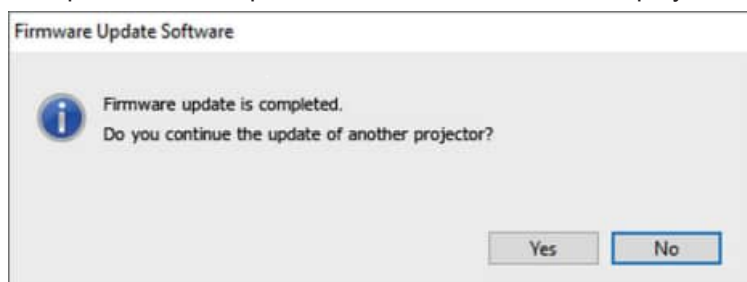 Firmware Update Software
Firmware update is completed.
Do you continue the update of another projector?
Yes No